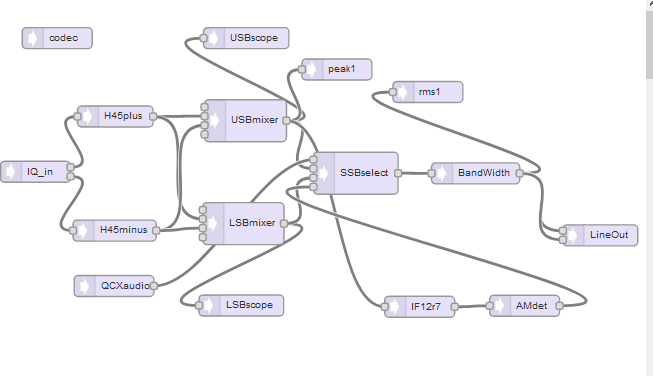 codec
USBscope
peak1
rms1
H45plus
USBmixer
IQ_in
SSBselect
BandWidth
H45minus
LSBmixer
LineOut
QCXaudio
LSBscope
IF12r7
AMdet